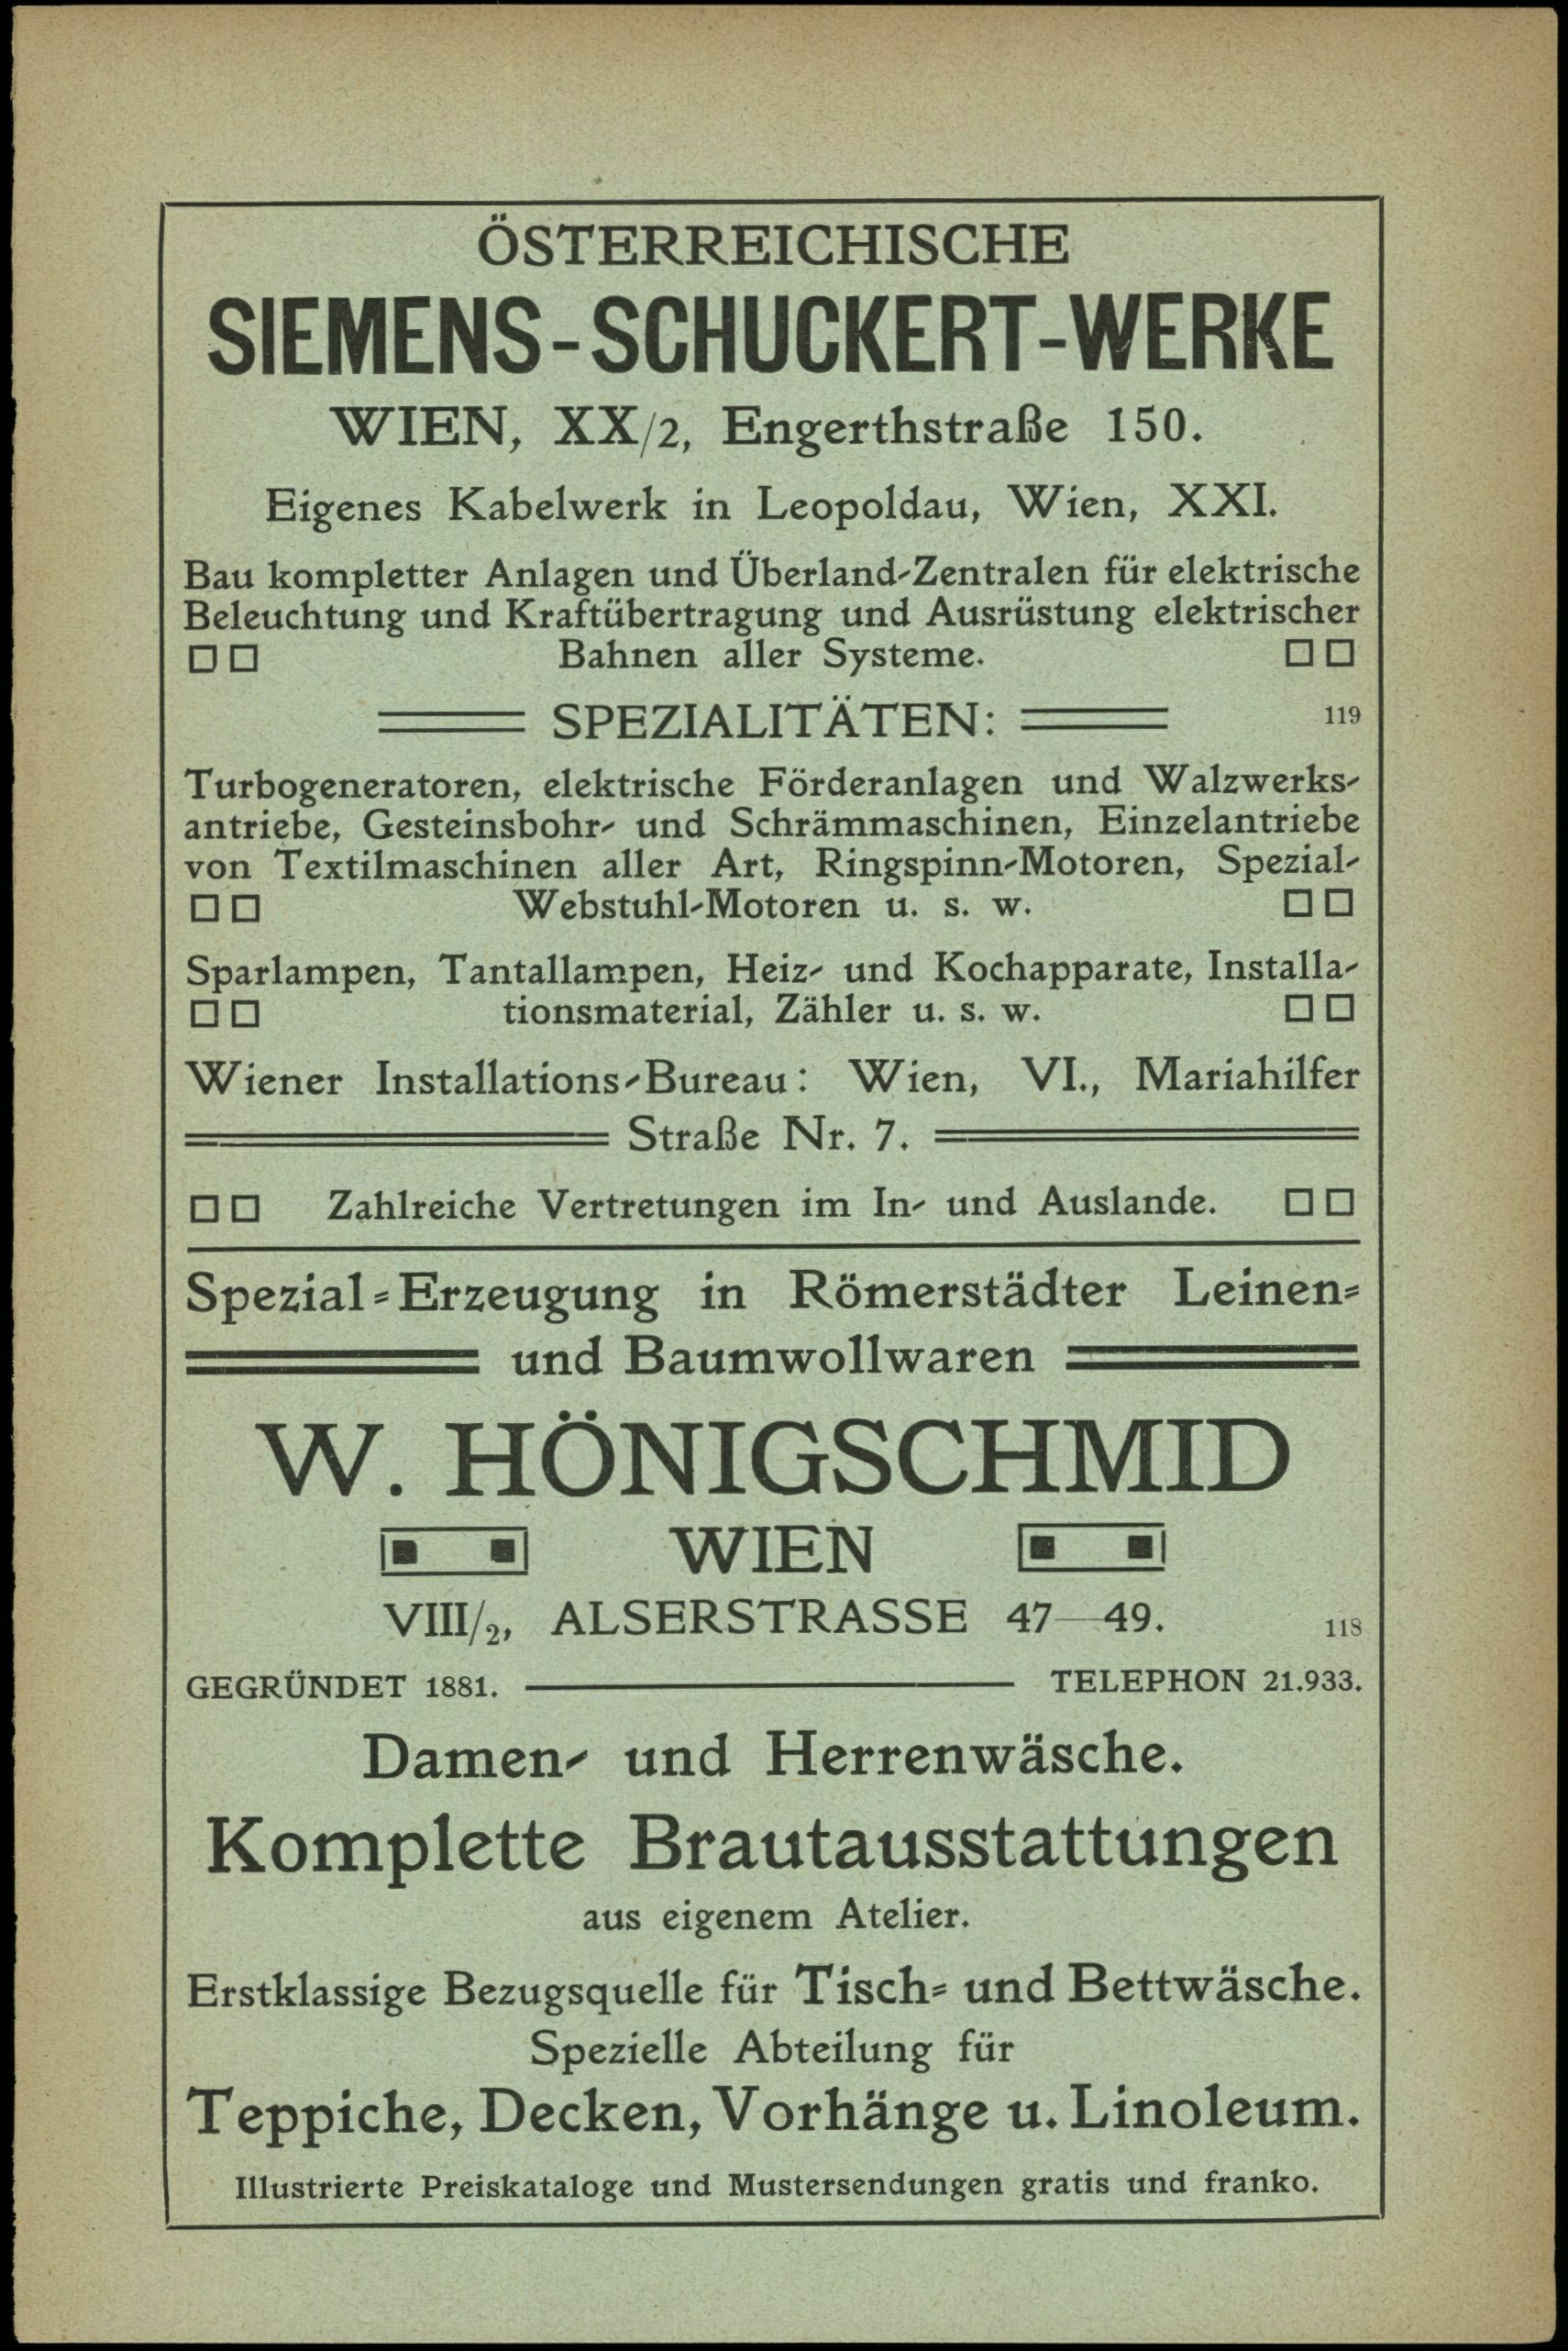 ÖSTERREICHISCHE
SIEMENS-SCHUCKERT-WERKE
WIEN, XX/2, Engerthstraße 150.
Eigenes Kabelwerk in Leopoldau, Wien, XXI.
Bau kompletter Anlagen und Überland-Zentralen für elektrische
Beleuchtung und Kraftübertragung und Ausrüstung elektrischer
Bahnen aller Systeme.
SPEZIALITÄTEN: 119
Turbogeneratoren, elektrische Förderanlagen und Walzwerks-
antriebe, Gesteinsbohr- und Schrämmaschinen, Einzelantriebe
von Textilmaschinen aller Art, Ringspinn-Motoren, Spezial-
Webstuhl-Motoren u. s. w.
Sparlampen, Tantallampen, Heiz- und Kochapparate, Installa-
tionsmaterial, Zähler u. s. w.
Wiener Installations-Bureau: Wien, VI., Mariahilfer
Straße Nr. 7.
Zahlreiche Vertretungen im In- und Auslande.
Spezial-Erzeugung in Römerstädter Leinen-
und Baumwollwaren
W. HÖNIGSCHMID
WIEN
VIII/2, ALSERSTRASSE 47—49. 118
GEGRÜNDET 1881. TELEPHON 21.933.
Damen- und Herrenwäsche.
Komplette Brautausstattungen
aus eigenem Atelier.
Erstklassige Bezugsquelle für Tisch- und Bettwäsche.
Spezielle Abteilung für
Teppiche, Decken, Vorhänge u. Linoleum.
Illustrierte Preiskataloge und Mustersendungen gratis und franko.